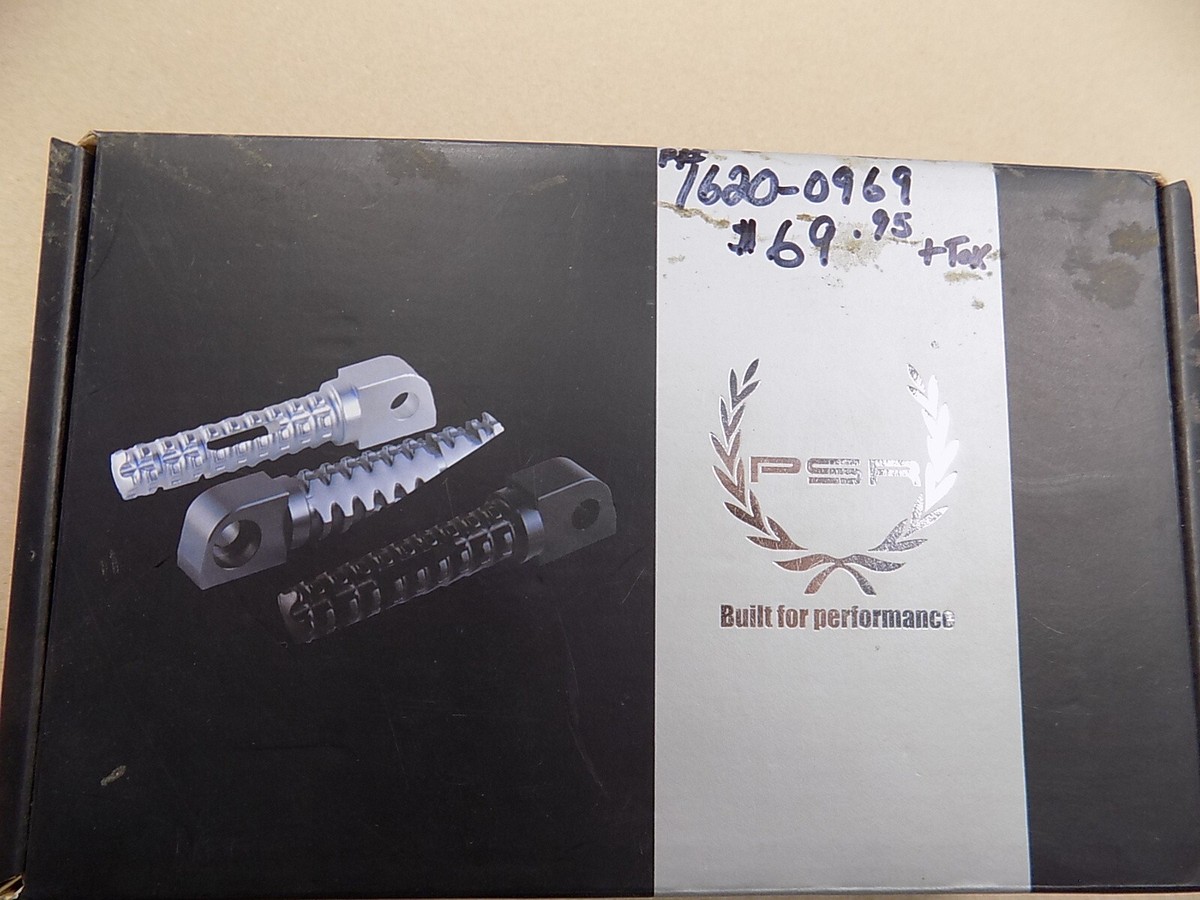 1620-0969
$69.95
+Tax
PSR
Built for performance